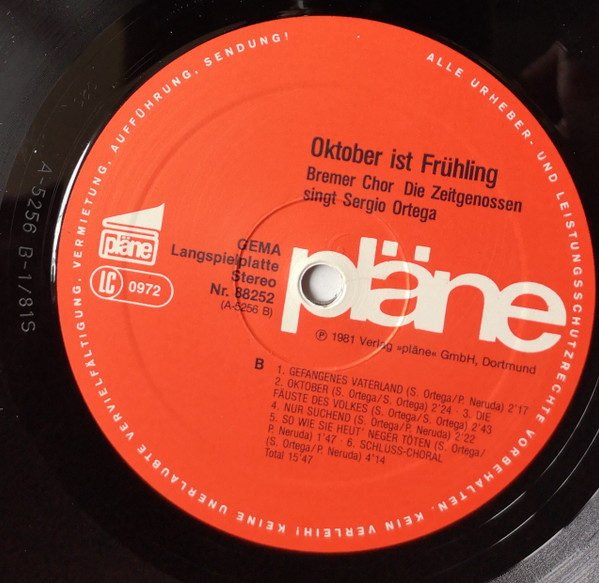 ALLE URHEBER- UND LEISTUNGSSCHUTZRECHTE VORBEHALTEN. KEIN VERLEIH! KEINE UNERLAUBTE VERVIELFÄLTIGUNG, VERMIETUNG, AUFFÜHRUNG, SENDUNG!
Oktober ist Frühling
Bremer Chor Die Zeitgenossen
singt Sergio Ortega
pläne
LC 0972
GEMA
Langspielplatte
Stereo
Nr. 88252
(A-5256 B)
pläne
℗ 1981 Verlag »pläne« GmbH, Dortmund
B
1. GEFANGENES VATERLAND (S. Ortega/P. Neruda) 2'17
2. OKTOBER (S. Ortega/S. Ortega) 2'24 · 3. DIE
FÄUSTE DES VOLKES (S. Ortega/S. Ortega) 2'43
4. NUR SUCHEND (S. Ortega/P. Neruda) 2'22
5. SO WIE SIE HEUT' NEGER TÖTEN (S. Ortega/
P. Neruda) 1'47 · 6. SCHLUSS-CHORAL
(S. Ortega/P. Neruda) 4'14
Total 15'47
A-5256 B-1/81S